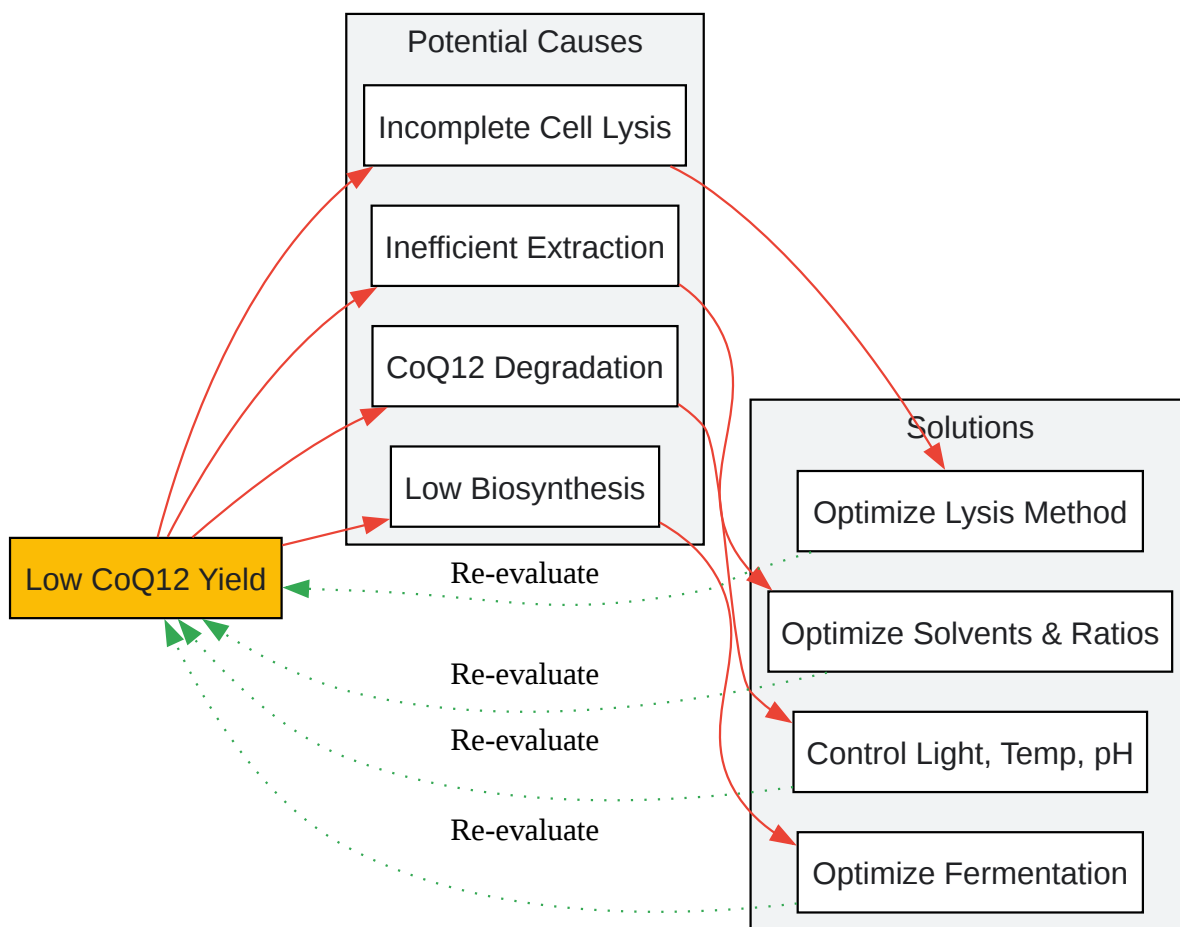 Potential Causes
Incomplete Cell Lysis
Inefficient Extraction
CoQ12 Degradation
Low Biosynthesis
Low CoQ12 Yield
Solutions
Optimize Lysis Method
Optimize Solvents & Ratios
Control Light, Temp, pH
Optimize Fermentation
Re-evaluate
Re-evaluate
Re-evaluate
Re-evaluate